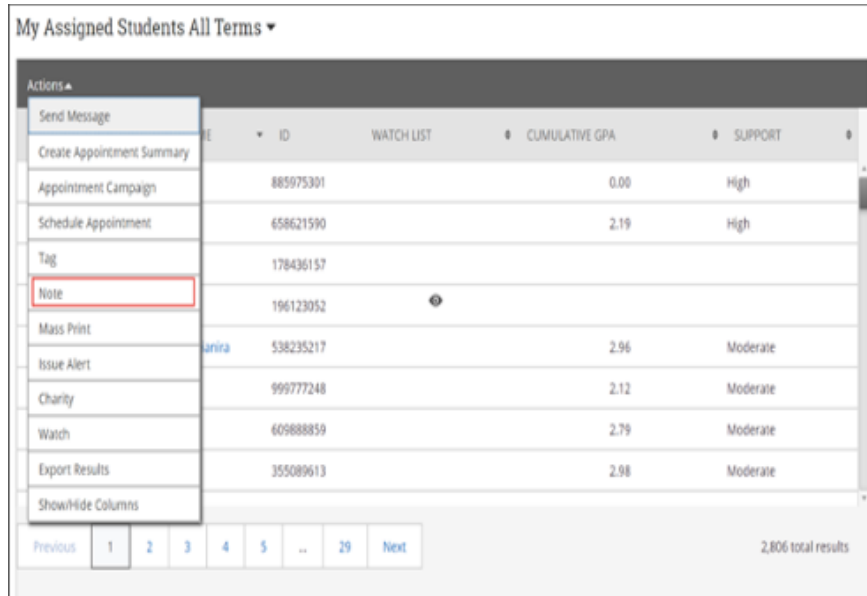 My Assigned Students All Terms
Actions
Send Message
ID WATCH LIST CUMULATIVE GPA SUPPORT
Create Appointment Summary
Appointment Campaign 885975301 0.00 High
Schedule Appointment 658621590 2.19 High
Tag 178436157
Note 196123052
Mass Print
anira 538235217 2.96 Moderate
Issue Alert
Charity 999777248 2.12 Moderate
Watch 609888859 2.79 Moderate
Export Results 355089613 2.98 Moderate
Show/Hide Columns
Previous 1 2 3 4 5 ... 29 Next 2,806 total results